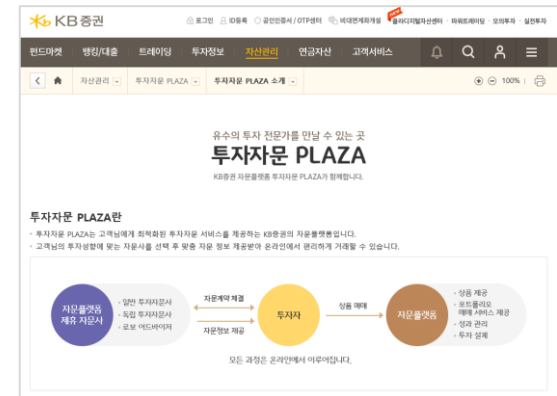 KB증권
로그인 ID등록 공인인증서/OTP센터 비대면계좌개설 플라디지털자산센터 · 파워트레이딩 · 모의투자 · 실전투자
펀드마켓 뱅킹/대출 트레이딩 투자정보 자산관리 연금자산 고객서비스
자산관리 투자자문 PLAZA 투자자문 PLAZA 소개 100%
유수의 투자 전문가를 만날 수 있는 곳
투자자문 PLAZA
KB증권 자문플랫폼 투자자문 PLAZA가 함께합니다.
투자자문 PLAZA란
- 투자자문 PLAZA는 고객님에게 최적화된 투자자문 서비스를 제공하는 KB증권의 자문플랫폼입니다.
- 고객님의 투자성향에 맞는 자문사를 선택 후 맞춤 자문 정보 제공받아 온라인에서 편리하게 거래할 수 있습니다.
자문플랫폼
제휴 자문사
- 일반 투자자문사
- 독립 투자자문사
- 로보 어드바이저
자문계약 체결
자문정보 제공
투자자
상품 매매
자문플랫폼
- 상품 제공
- 포트폴리오
매매 서비스 제공
- 성과 관리
- 투자 설계
모든 과정은 온라인에서 이루어집니다.